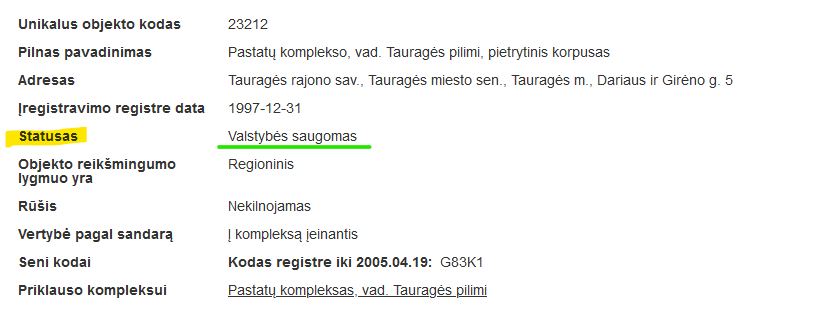 Unikalus objekto kodas 23212
Pilnas pavadinimas Pastatų komplekso, vad. Tauragės pilimi, pietrytinis korpusas
Adresas Tauragės rajono sav., Tauragės miesto sen., Tauragės m., Dariaus ir Girėno g. 5
Įregistravimo registre data 1997-12-31
Statusas Valstybės saugomas
Objekto reikšmingumo Regioninis
lygmuo yra
Rūšis Nekilnojamas
Vertybė pagal sandarą Į kompleksą įeinantis
Seni kodai Kodas registre iki 2005.04.19: G83K1
Priklauso kompleksui Pastatų kompleksas, vad. Tauragės pilimi